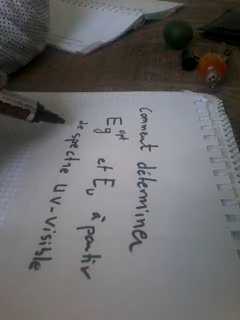 Comment déterminer
Eg^opt et Eu à partir
de spectre UV-Visible